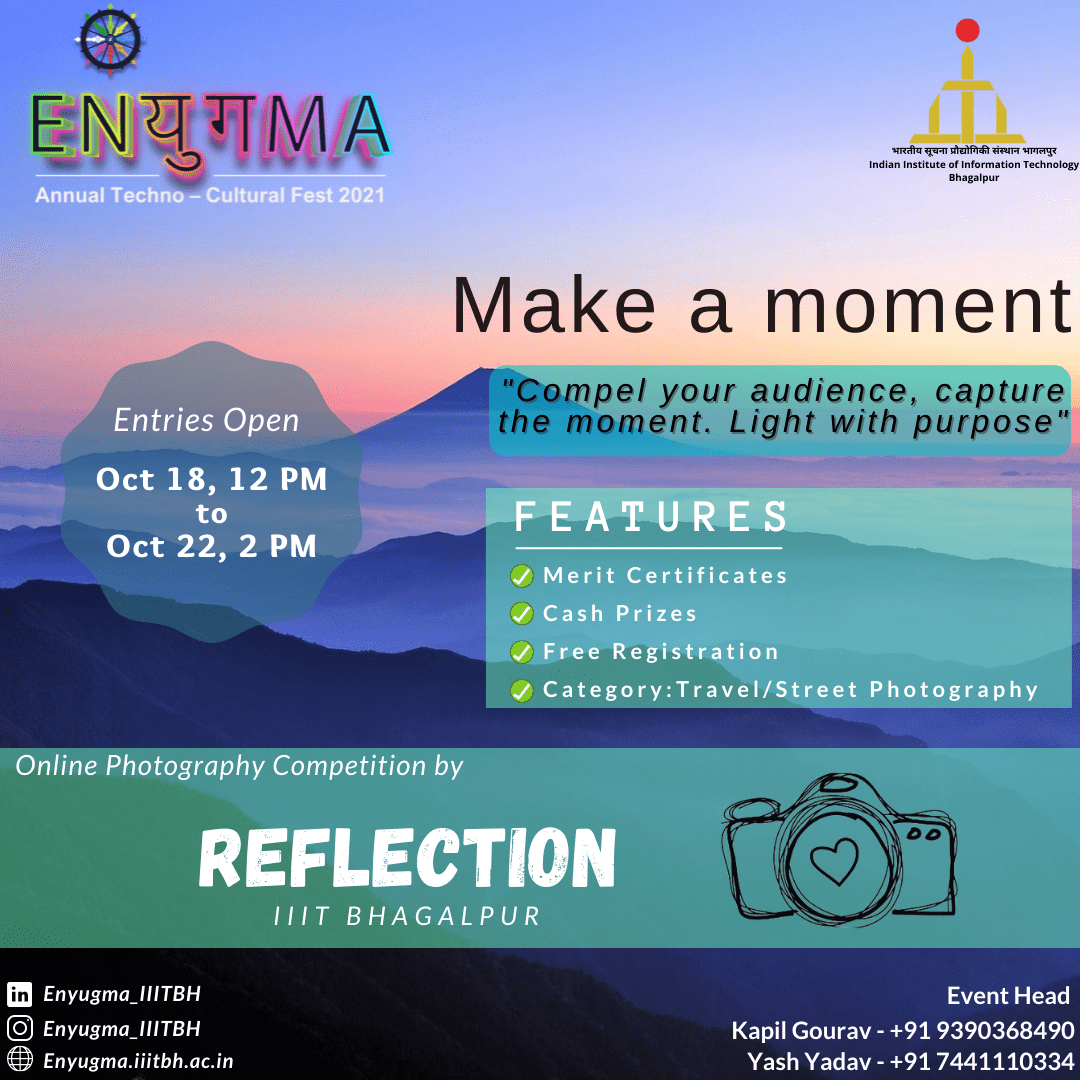 ENयुगMA
Annual Techno – Cultural Fest 2021
भारतीय सूचना प्रौद्योगिकी संस्थान भागलपुर
Indian Institute of Information Technology
Bhagalpur
Make a moment
"Compel your audience, capture
the moment. Light with purpose"
Entries Open
Oct 18, 12 PM
to
Oct 22, 2 PM
FEATURES
Merit Certificates
Cash Prizes
Free Registration
Category:Travel/Street Photography
Online Photography Competition by
REFLECTION
IIIT BHAGALPUR
in Enyugma_IIITBH
Enyugma_IIITBH
Enyugma.iiitbh.ac.in
Event Head
Kapil Gourav - +91 9390368490
Yash Yadav - +91 7441110334